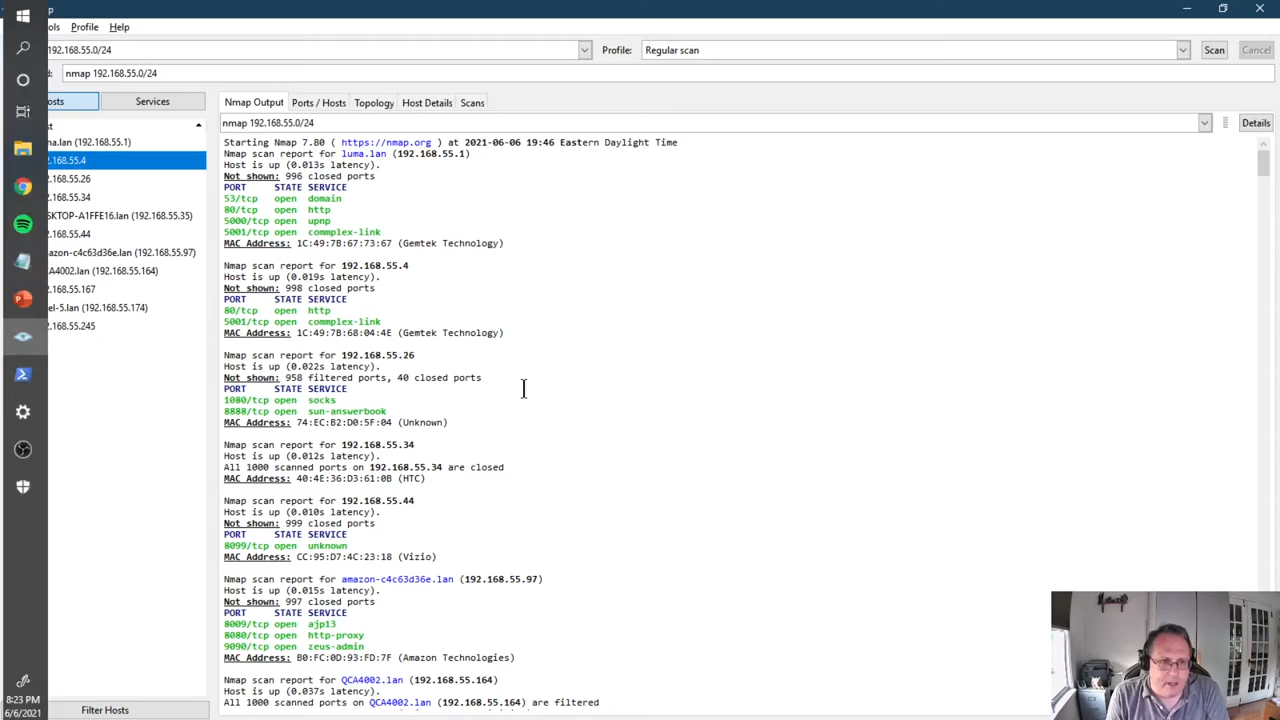 p
ols Profile Help
192.168.55.0/24 Profile: Regular scan Scan Cancel
d: nmap 192.168.55.0/24
osts Services
Nmap Output Ports / Hosts Topology Host Details Scans
st
nmap 192.168.55.0/24 Details
ma.lan (192.168.55.1)
2.168.55.4
2.168.55.26
2.168.55.34
SKTOP-A1FFE16.lan (192.168.55.35)
2.168.55.44
nazon-c4c63d36e.lan (192.168.55.97)
A4002.lan (192.168.55.164)
2.168.55.167
el-5.lan (192.168.55.174)
2.168.55.245
Filter Hosts
Starting Nmap 7.80 ( https://nmap.org ) at 2021-06-06 19:46 Eastern Daylight Time
Nmap scan report for luma.lan (192.168.55.1)
Host is up (0.013s latency).
Not shown: 996 closed ports
PORT STATE SERVICE
53/tcp open domain
80/tcp open http
5000/tcp open upnp
5001/tcp open commplex-link
MAC Address: 1C:49:7B:67:73:67 (Gemtek Technology)
Nmap scan report for 192.168.55.4
Host is up (0.019s latency).
Not shown: 998 closed ports
PORT STATE SERVICE
80/tcp open http
5001/tcp open commplex-link
MAC Address: 1C:49:7B:68:04:4E (Gemtek Technology)
Nmap scan report for 192.168.55.26
Host is up (0.022s latency).
Not shown: 958 filtered ports, 40 closed ports
PORT STATE SERVICE
1080/tcp open socks
8888/tcp open sun-answerbook
MAC Address: 74:EC:B2:D0:5F:04 (Unknown)
Nmap scan report for 192.168.55.34
Host is up (0.012s latency).
All 1000 scanned ports on 192.168.55.34 are closed
MAC Address: 40:4E:36:D3:61:0B (HTC)
Nmap scan report for 192.168.55.44
Host is up (0.010s latency).
Not shown: 999 closed ports
PORT STATE SERVICE
8099/tcp open unknown
MAC Address: CC:95:D7:4C:23:18 (Vizio)
Nmap scan report for amazon-c4c63d36e.lan (192.168.55.97)
Host is up (0.015s latency).
Not shown: 997 closed ports
PORT STATE SERVICE
8009/tcp open ajp13
8080/tcp open http-proxy
9090/tcp open zeus-admin
MAC Address: B0:FC:0D:93:FD:7F (Amazon Technologies)
Nmap scan report for QCA4002.lan (192.168.55.164)
Host is up (0.037s latency).
All 1000 scanned ports on QCA4002.lan (192.168.55.164) are filtered
8:23 PM
6/6/2021